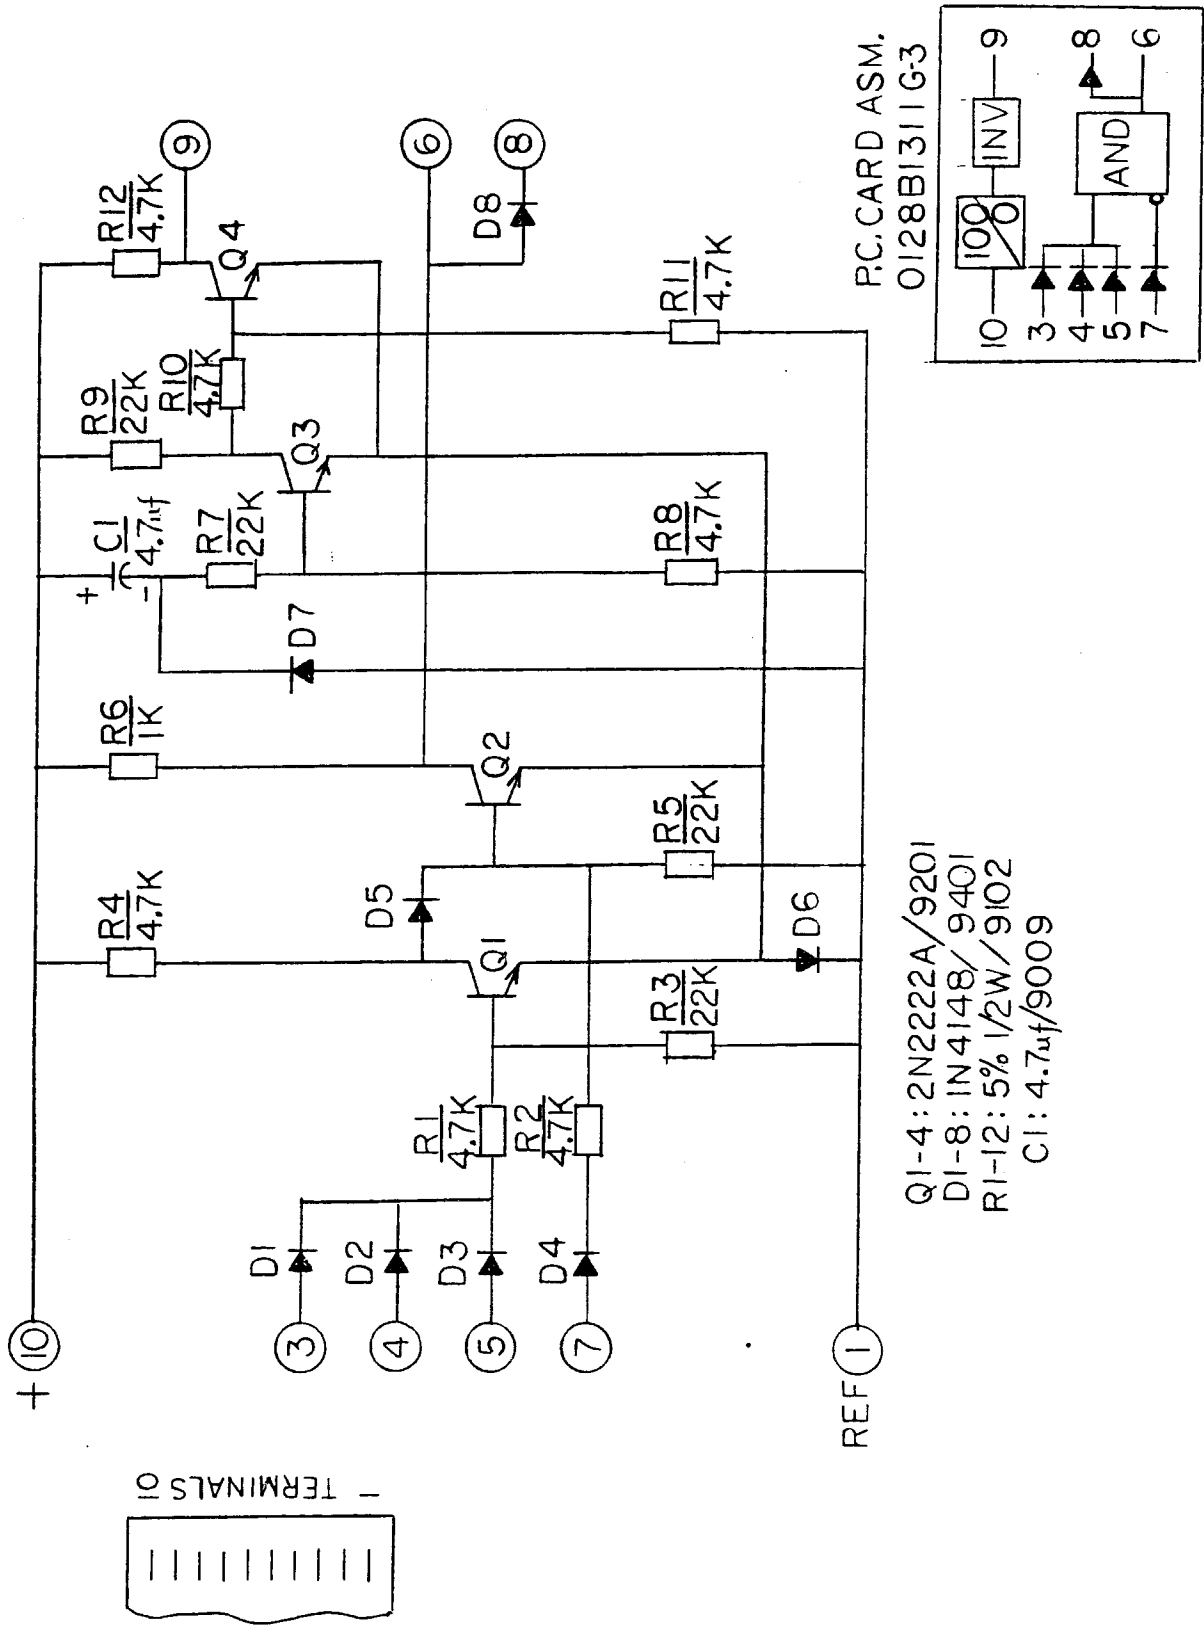 + 10
3
4
5
7
REF 1
D1
D2
D3
D4
R1
4.7K
R2
4.7K
R3
22K
R4
4.7K
D5
Q1
D6
R5
22K
Q2
R6
1K
D7
C1
4.7uf
+
-
R7
22K
R8
4.7K
R9
22K
Q3
R10
4.7K
R11
4.7K
R12
4.7K
Q4
D8
9
6
8
TERMINALS
1
10
Q1-4: 2N2222A/9201
D1-8: 1N4148/9401
R1-12: 5% 1/2W/9102
C1: 4.7uf/9009
P.C. CARD ASM.
0128B1311G-3
10
100/0
INV
9
3
4
5
7
AND
8
6